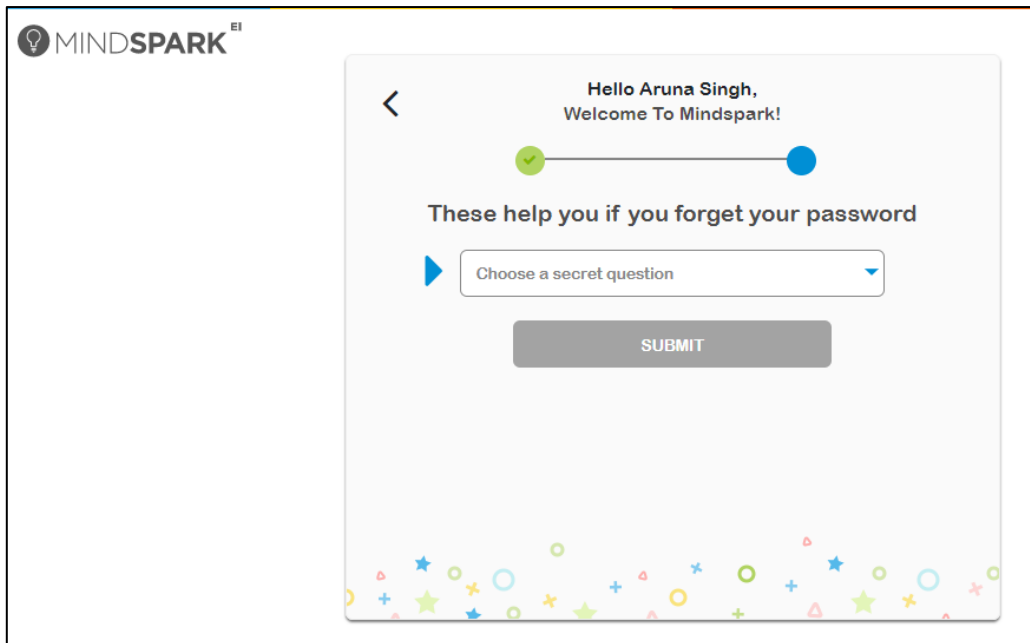 MINDSPARK EI
Hello Aruna Singh,
Welcome To Mindspark!
These help you if you forget your password
Choose a secret question
SUBMIT